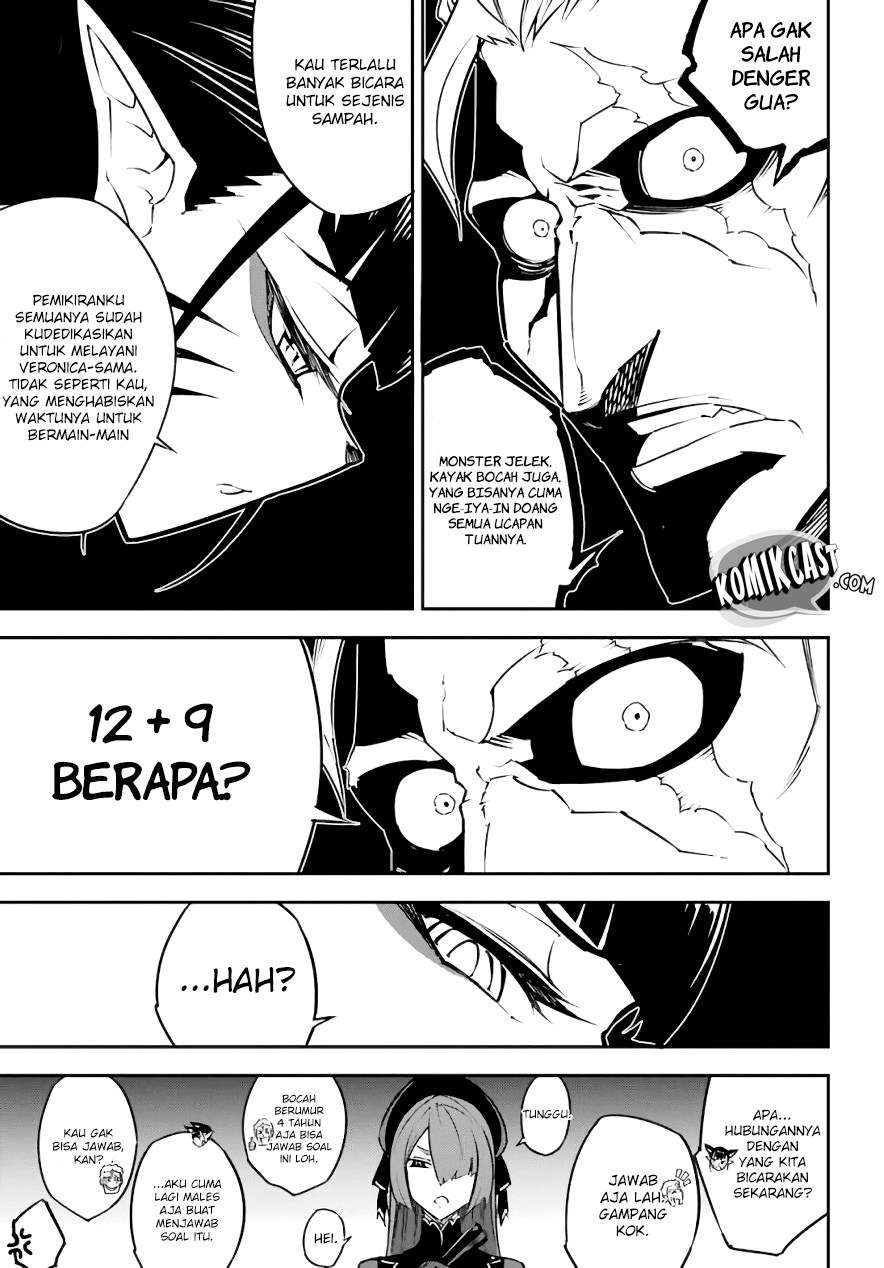 APA GAK
SALAH
DENGER
GUA?
KAU TERLALU
BANYAK BICARA
UNTUK SEJENIS
SAMPAH.
PEMIKIRANKU
SEMUANYA SUDAH
KUDEDIKASIKAN
UNTUK MELAYANI
VERONICA-SAMA.
TIDAK SEPERTI KAU,
YANG MENGHABISKAN
WAKTUNYA UNTUK
BERMAIN-MAIN
MONSTER JELEK.
KAYAK BOCAH JUGA,
YANG BISANYA CUMA
NGE-IYA-IN DOANG
SEMUA UCAPAN
TUANNYA.
KOMIKCAST
.COM
12 + 9
BERAPA?
...HAH?
APA...
HUBUNGANNYA
DENGAN
YANG KITA
BICARAKAN
SEKARANG?
JAWAB
AJA LAH.
GAMPANG
KOK.
TUNGGU.
BOCAH
BERUMUR
4 TAHUN
AJA BISA
JAWAB SOAL
INI LOH.
HEI.
...AKU CUMA
LAGI MALES
AJA BUAT
MENJAWAB
SOAL ITU.
KAU GAK
BISA JAWAB,
KAN?